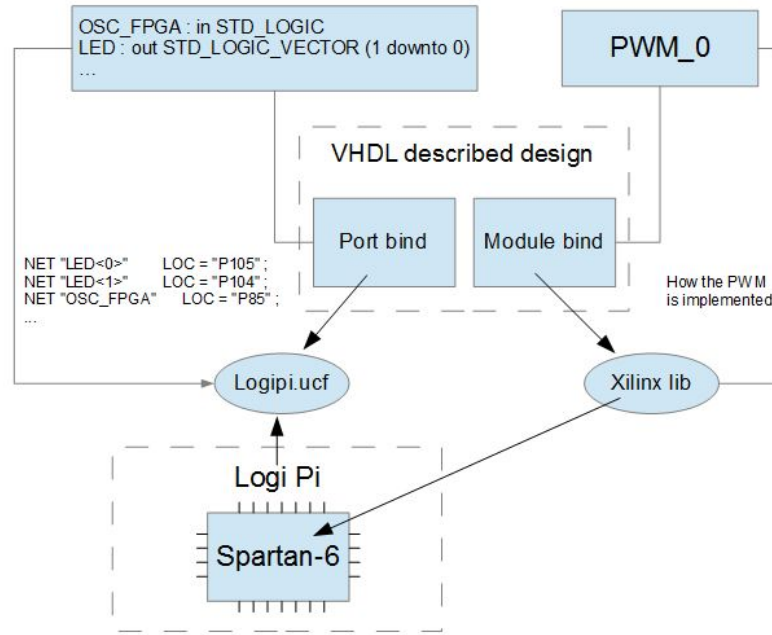 OSC_FPGA : in STD_LOGIC
LED : out STD_LOGIC_VECTOR (1 downto 0)
...
PWM_0
VHDL described design
Port bind
Module bind
NET "LED<0>" LOC = "P105" ;
NET "LED<1>" LOC = "P104" ;
NET "OSC_FPGA" LOC = "P85" ;
...
How the PWM
is implemented
Logipi.ucf
Xilinx lib
Logi Pi
Spartan-6